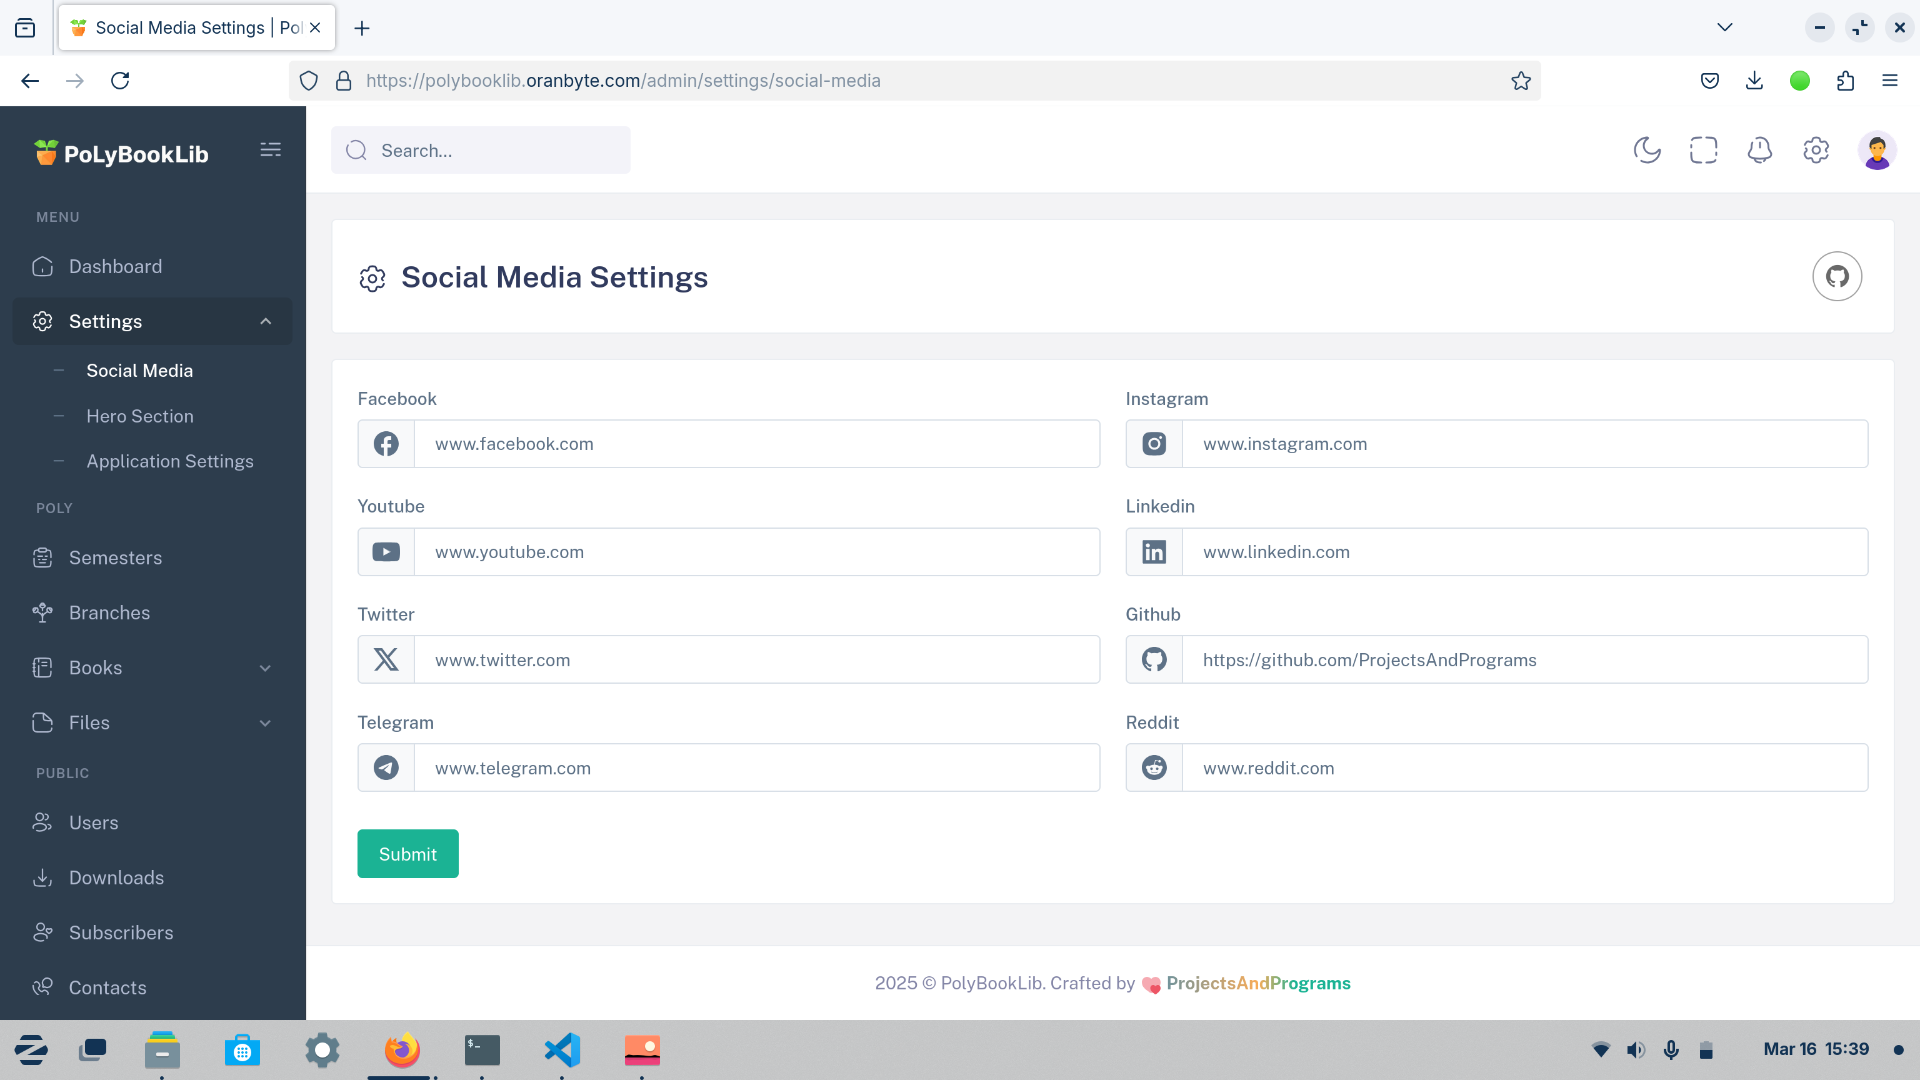 Social Media Settings | Pol
https://polybooklib.oranbyte.com/admin/settings/social-media
PoLyBookLib
Search...
MENU
Dashboard
Settings
Social Media
Hero Section
Application Settings
POLY
Semesters
Branches
Books
Files
PUBLIC
Users
Downloads
Subscribers
Contacts
Social Media Settings
Facebook
www.facebook.com
Instagram
www.instagram.com
Youtube
www.youtube.com
Linkedin
www.linkedin.com
Twitter
www.twitter.com
Github
https://github.com/ProjectsAndPrograms
Telegram
www.telegram.com
Reddit
www.reddit.com
Submit
2025 © PolyBookLib. Crafted by ProjectsAndPrograms
$-
Mar 16 15:39